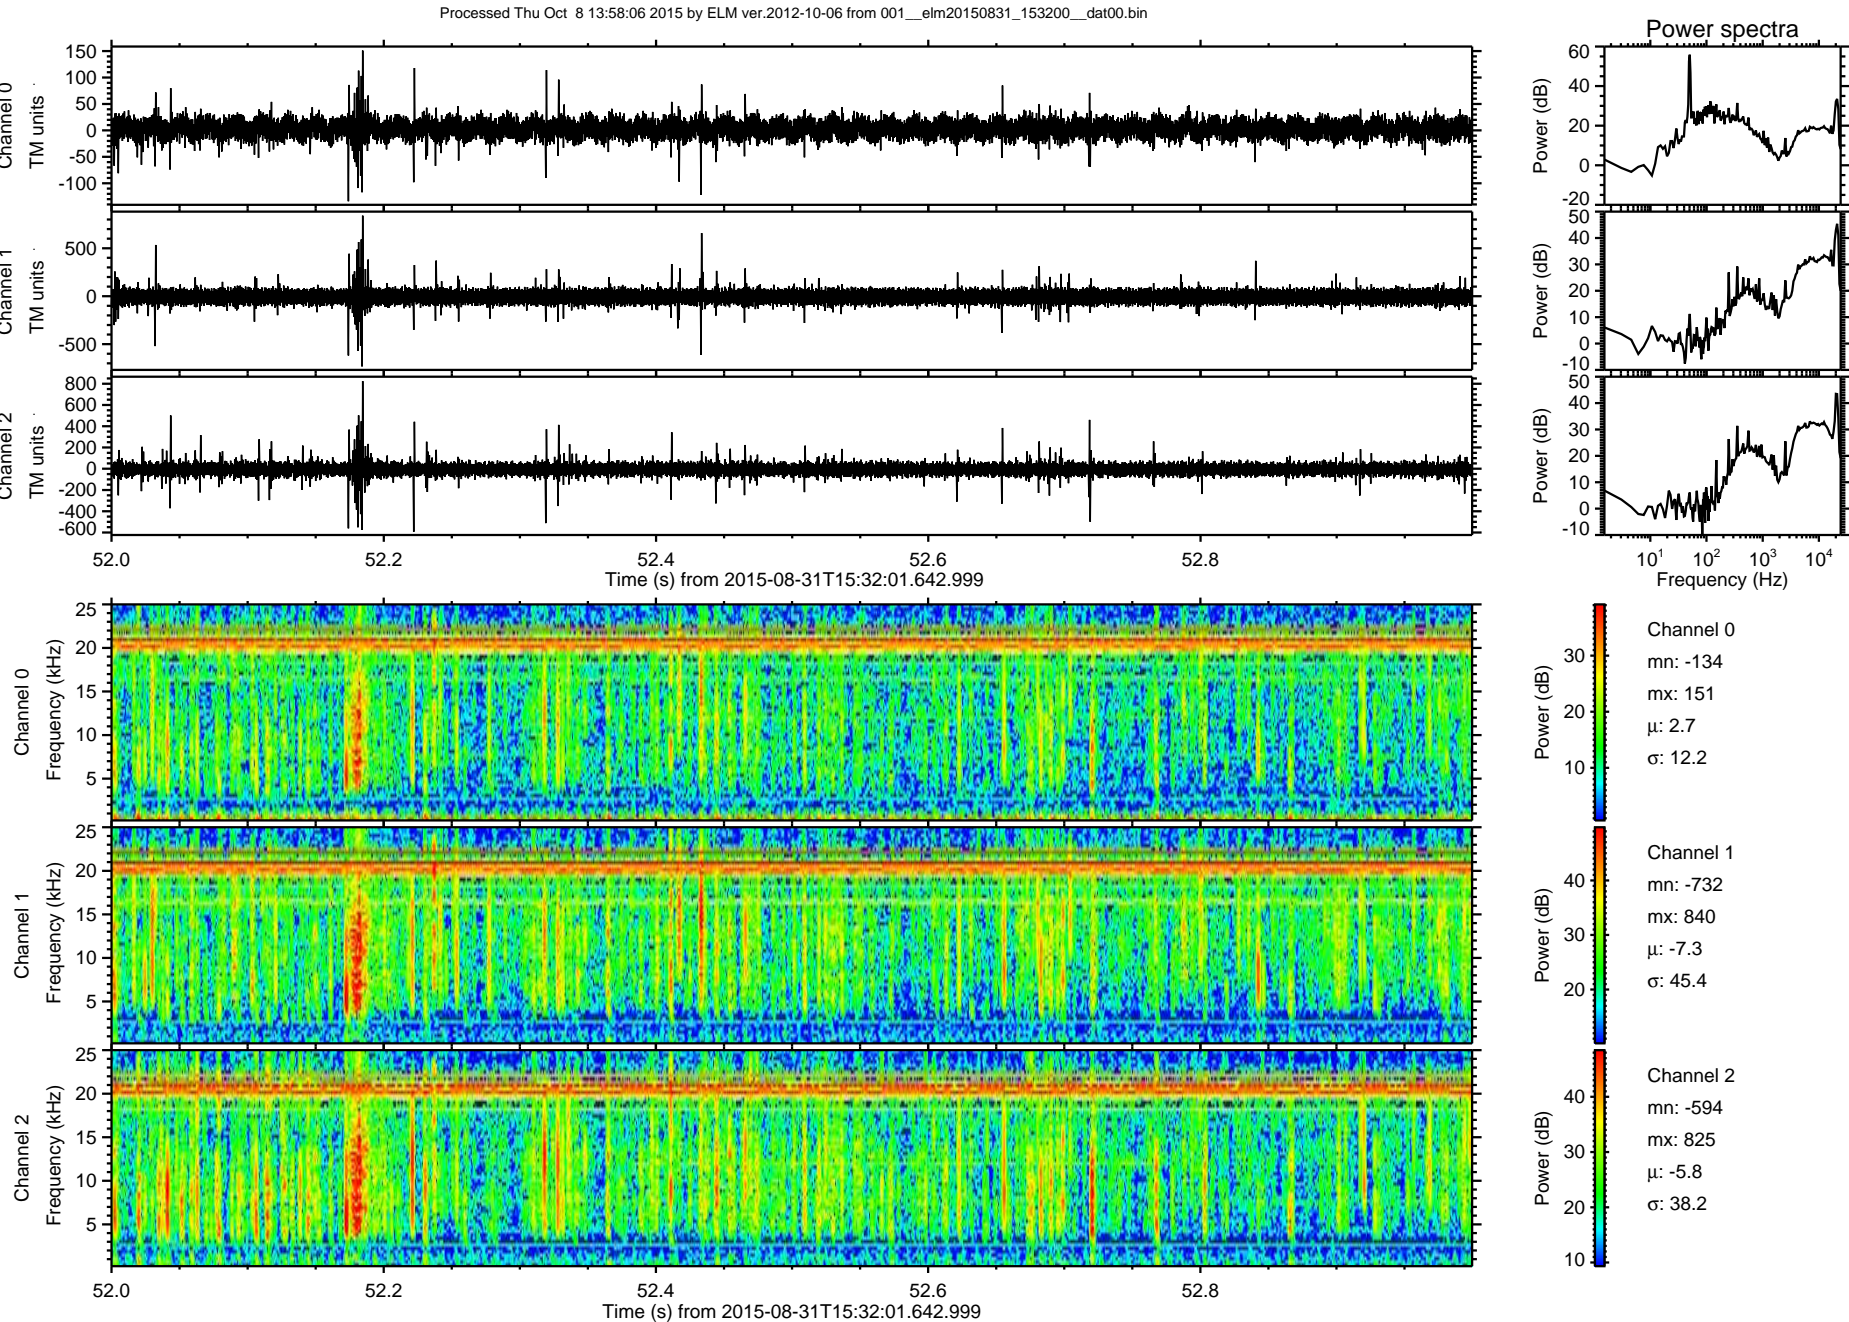 Processed Thu Oct  8 13:58:06 2015 by ELM ver.2012-10-06 from 001__elm20150831_153200__dat00.bin
Power spectra
Channel 0
TM units
150
100
50
0
-50
-100
Power (dB)
60
40
20
0
-20
Channel 1
TM units
500
0
-500
Power (dB)
50
40
30
20
10
0
-10
Channel 2
TM units
800
600
400
200
0
-200
-400
-600
Power (dB)
50
40
30
20
10
0
-10
52.0 52.2 52.4 52.6 52.8
Time (s) from 2015-08-31T15:32:01.642.999
10¹ 10² 10³ 10⁴
Frequency (Hz)
Channel 0
Frequency (kHz)
25
20
15
10
5
Power (dB)
30
20
10
Channel 0
mn: -134
mx: 151
μ: 2.7
σ: 12.2
Channel 1
Frequency (kHz)
25
20
15
10
5
Power (dB)
40
30
20
Channel 1
mn: -732
mx: 840
μ: -7.3
σ: 45.4
Channel 2
Frequency (kHz)
25
20
15
10
5
Power (dB)
40
30
20
10
Channel 2
mn: -594
mx: 825
μ: -5.8
σ: 38.2
52.0 52.2 52.4 52.6 52.8
Time (s) from 2015-08-31T15:32:01.642.999